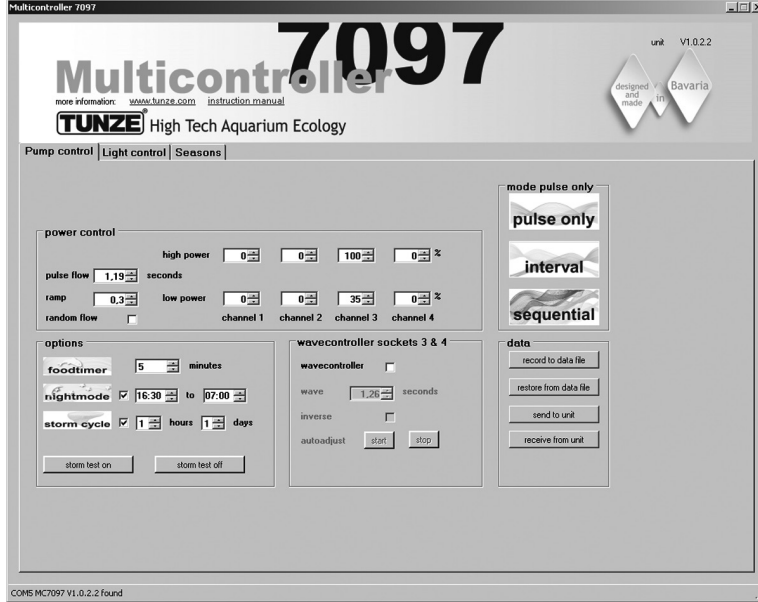 Multicontroller 7097
7097
unit V1.0.2.2
Multicontroller
more information: www.tunze.com instruction manual
designed and made in Bavaria
TUNZE® High Tech Aquarium Ecology
Pump control Light control Seasons
mode pulse only
pulse only
interval
sequential
power control
high power 0 0 100 0 %
pulse flow 1,19 seconds
ramp 0,3 low power 0 0 35 0 %
random flow channel 1 channel 2 channel 3 channel 4
options
foodtimer 5 minutes
nightmode 16:30 to 07:00
storm cycle 1 hours 1 days
storm test on storm test off
wavecontroller sockets 3 & 4
wavecontroller
wave 1,26 seconds
inverse
autoadjust start stop
data
record to data file
restore from data file
send to unit
receive from unit
COM5 MC7097 V1.0.2.2 found